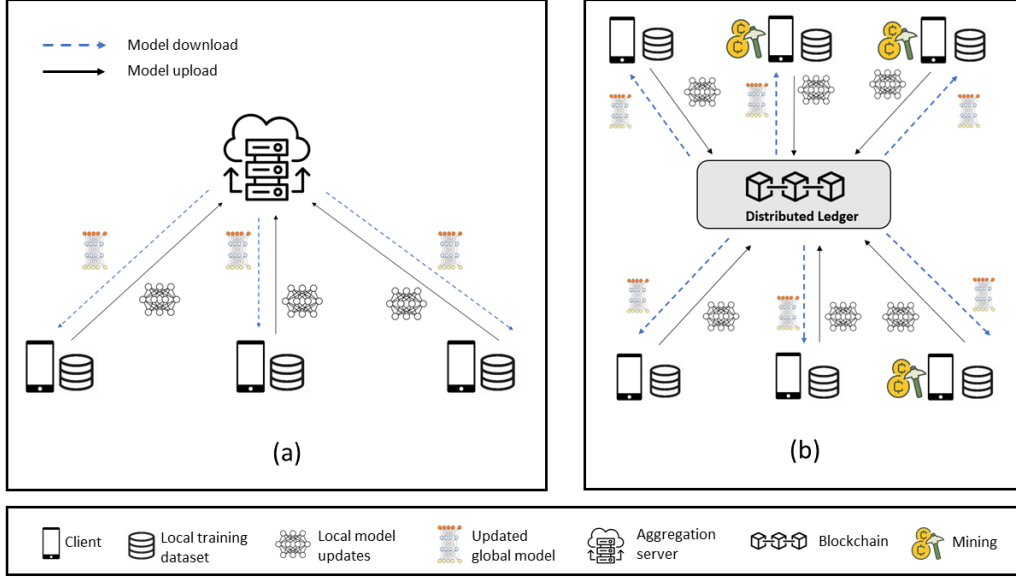 Model download
Model upload
(a)
Distributed Ledger
(b)
Client
Local training
dataset
Local model
updates
Updated
global model
Aggregation
server
Blockchain
Mining